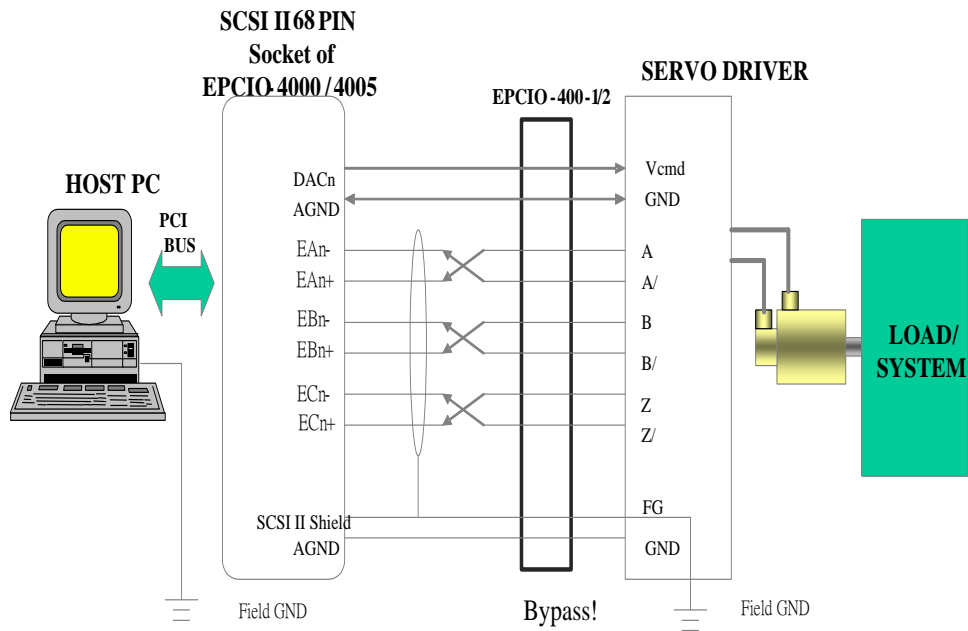 SCSI II 68 PIN
Socket of
EPCIO-4000 / 4005
EPCIO - 400 -1/2
SERVO DRIVER
HOST PC
PCI
BUS
DACn
AGND
EAn-
EAn+
EBn-
EBn+
ECn-
ECn+
SCSI II Shield
AGND
Vcmd
GND
A
A/
B
B/
Z
Z/
FG
GND
LOAD/
SYSTEM
Field GND
Bypass!
Field GND